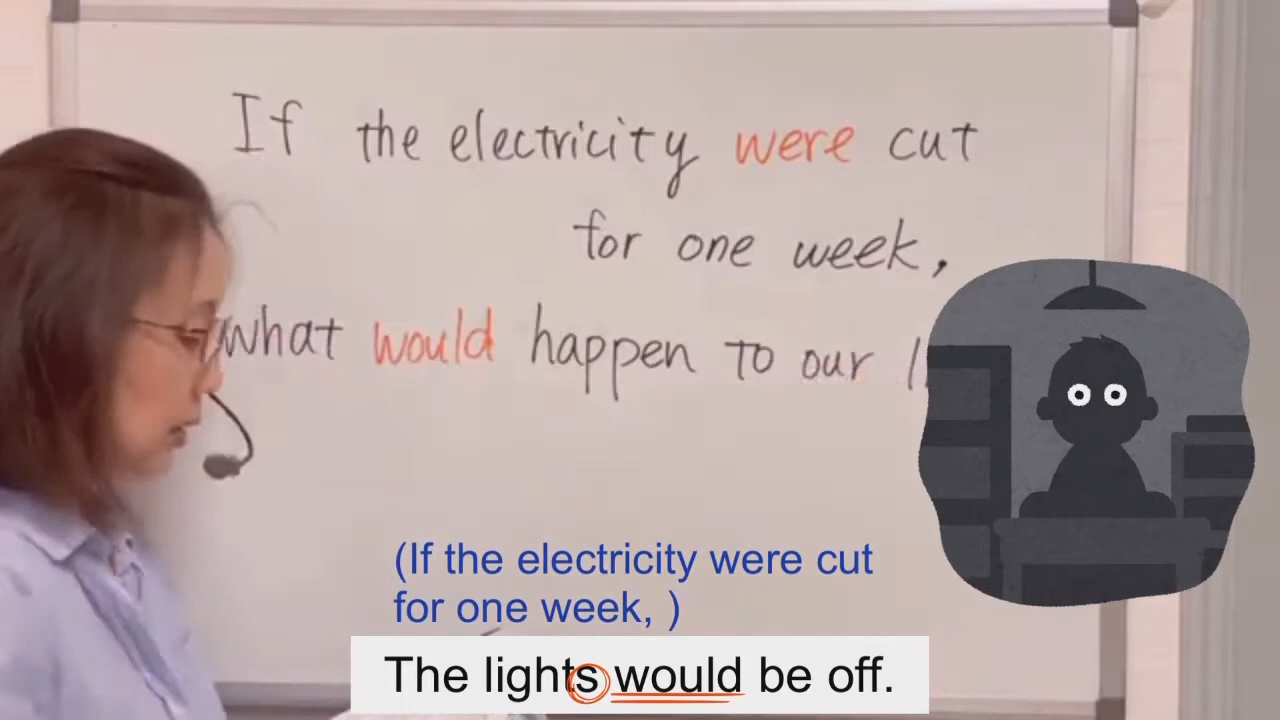 If the electricity were cut
for one week,
what would happen to our
(If the electricity were cut
for one week, )
The lights would be off.